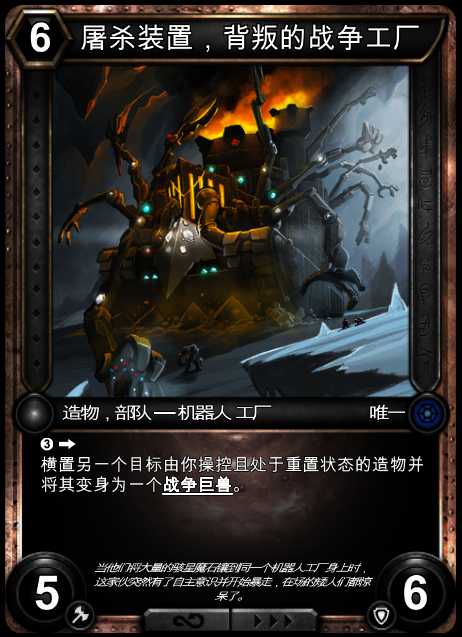 6 屠杀装置，背叛的战争工厂
造物，部队 — 机器人 工厂 唯一
3
横置另一个目标由你操控且处于重置状态的造物并
将其变身为一个战争巨兽。
当他们将大量的骇星魔石镶到同一个机器人工厂身上时，
这家伙突然有了自主意识并开始暴走，在场的矮人们都惊
呆了。
5 6